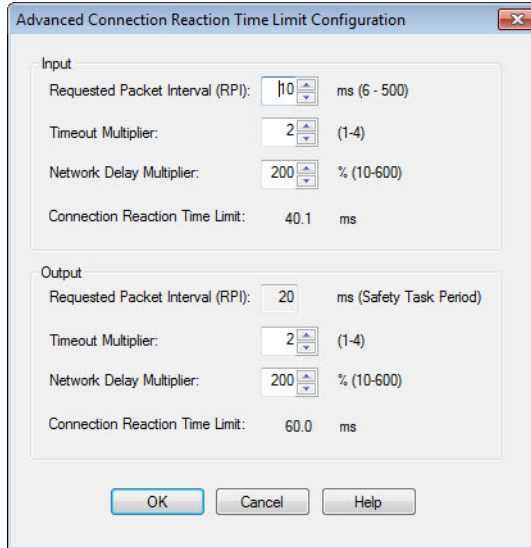 Advanced Connection Reaction Time Limit Configuration
Input
Requested Packet Interval (RPI): 10 ms (6 - 500)
Timeout Multiplier: 2 (1-4)
Network Delay Multiplier: 200 % (10-600)
Connection Reaction Time Limit: 40.1 ms
Output
Requested Packet Interval (RPI): 20 ms (Safety Task Period)
Timeout Multiplier: 2 (1-4)
Network Delay Multiplier: 200 % (10-600)
Connection Reaction Time Limit: 60.0 ms
OK Cancel Help